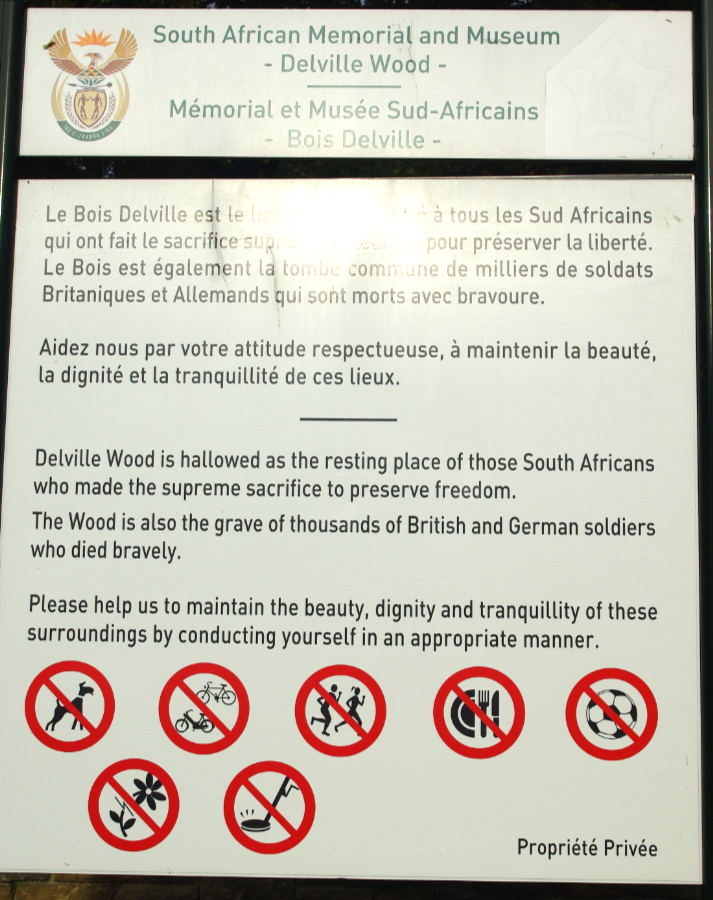 South African Memorial and Museum
- Delville Wood -
Mémorial et Musée Sud-Africains
- Bois Delville -
Le Bois Delville est le à tous les Sud Africains
qui ont fait le sacrifice pour préserver la liberté.
Le Bois est également la tombe commune de milliers de soldats
Britaniques et Allemands qui sont morts avec bravoure.
Aidez nous par votre attitude respectueuse, à maintenir la beauté,
la dignité et la tranquillité de ces lieux.
Delville Wood is hallowed as the resting place of those South Africans
who made the supreme sacrifice to preserve freedom.
The Wood is also the grave of thousands of British and German soldiers
who died bravely.
Please help us to maintain the beauty, dignity and tranquillity of these
surroundings by conducting yourself in an appropriate manner.
Propriété Privée